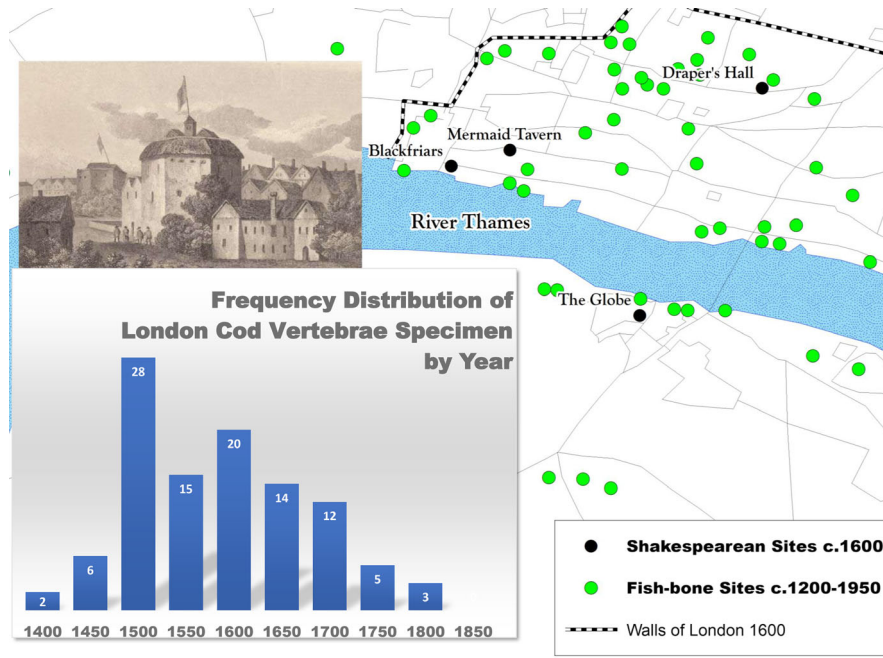 Draper's Hall
Mermaid Tavern
Blackfriars
River Thames
The Globe
Frequency Distribution of
London Cod Vertebrae Specimen
by Year
28
20
15
14
12
6
5
3
2
1400 1450 1500 1550 1600 1650 1700 1750 1800 1850
Shakespearean Sites c.1600
Fish-bone Sites c.1200-1950
Walls of London 1600